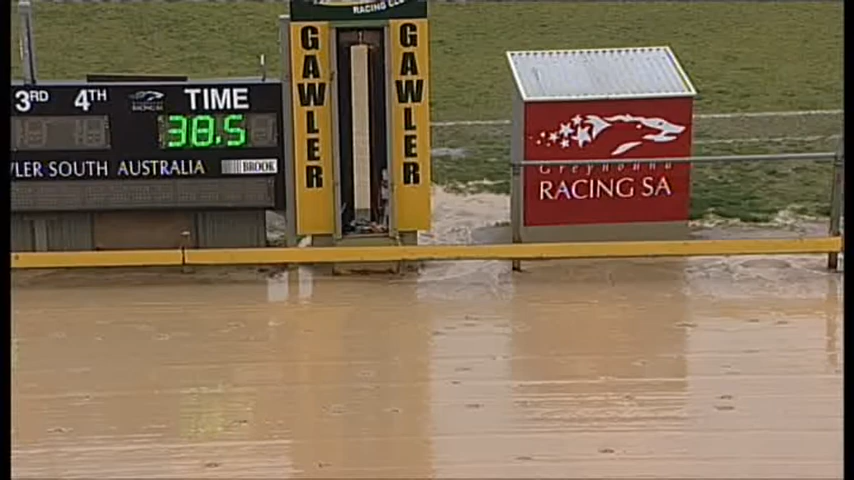 RACING CLUB
3RD 4TH TIME
38.5
WLER SOUTH AUSTRALIA BROOK
GAWLER
GAWLER
Greyhound
RACING SA